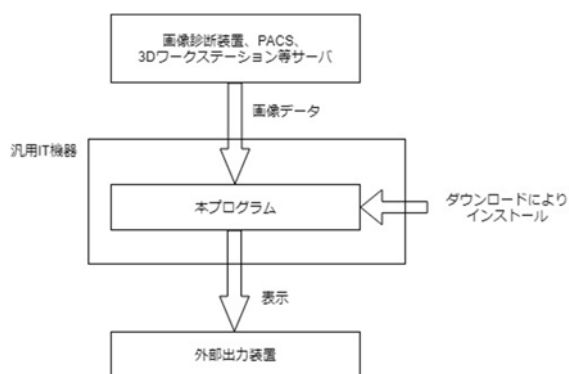 画像診断装置、PACS、
3Dワークステーション等サーバ
画像データ
汎用IT機器
本プログラム
ダウンロードにより
インストール
表示
外部出力装置